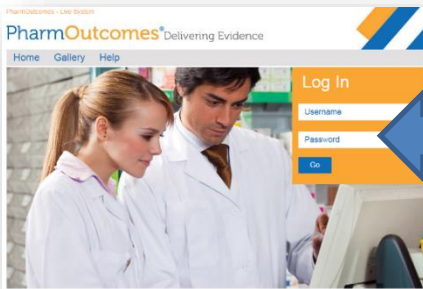 PharmOutcomes - Live System
PharmOutcomes® Delivering Evidence
Home Gallery Help
Log In
Username
Password
Go